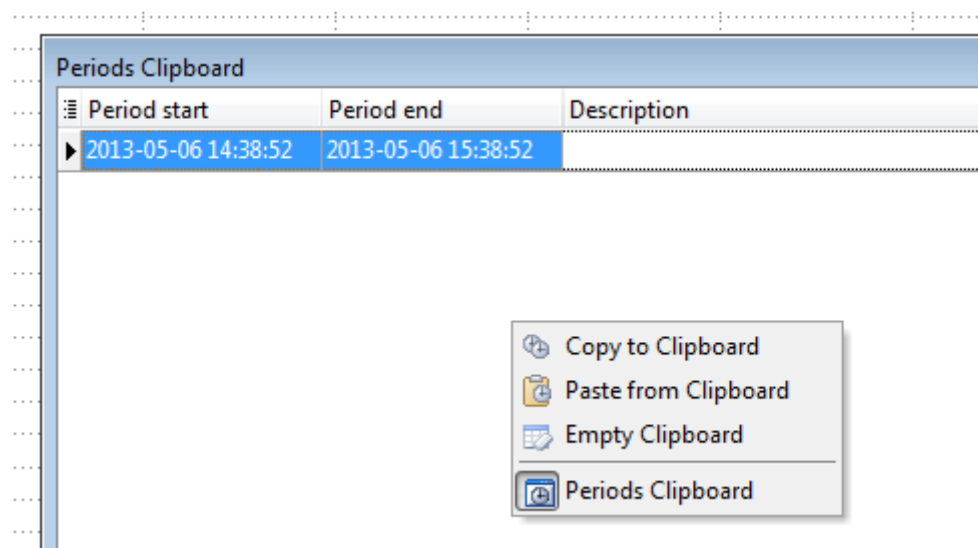 Periods Clipboard
Period start Period end Description
2013-05-06 14:38:52 2013-05-06 15:38:52
Copy to Clipboard
Paste from Clipboard
Empty Clipboard
Periods Clipboard